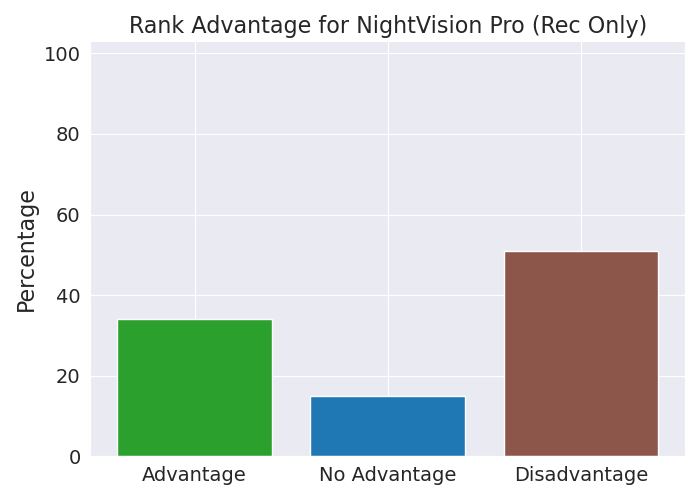 Rank Advantage for NightVision Pro (Rec Only)
Percentage
100
80
60
40
20
0
Advantage
No Advantage
Disadvantage